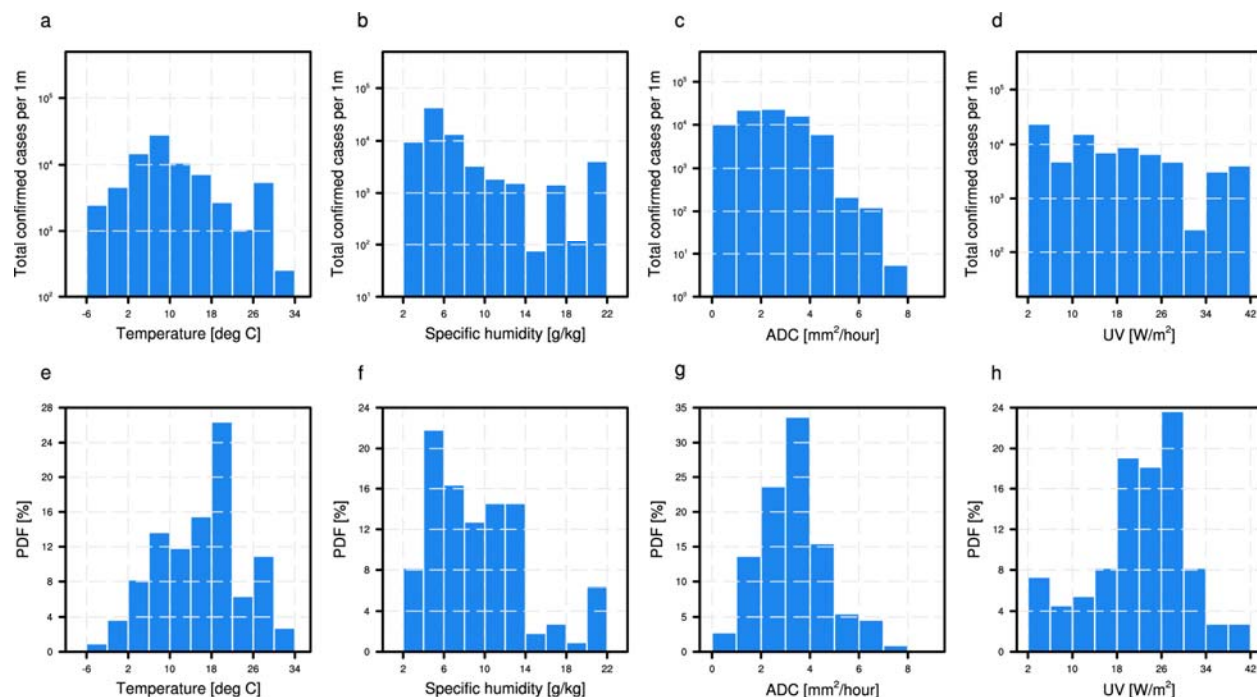 a
b
c
d
Total confirmed cases per 1m
10⁵
10⁴
10³
10²
-6 2 10 18 26 34
Temperature [deg C]
Total confirmed cases per 1m
10⁵
10⁴
10³
10²
10¹
2 6 10 14 18 22
Specific humidity [g/kg]
Total confirmed cases per 1m
10⁵
10⁴
10³
10²
10¹
10⁰
0 2 4 6 8
ADC [mm²/hour]
Total confirmed cases per 1m
10⁵
10⁴
10³
10²
2 10 18 26 34 42
UV [W/m²]
e
f
g
h
PDF [%]
28
24
20
16
12
8
4
0
-6 2 10 18 26 34
Temperature [deg C]
PDF [%]
24
20
16
12
8
4
0
2 6 10 14 18 22
Specific humidity [g/kg]
PDF [%]
35
30
25
20
15
10
5
0
0 2 4 6 8
ADC [mm²/hour]
PDF [%]
24
20
16
12
8
4
0
2 10 18 26 34 42
UV [W/m²]